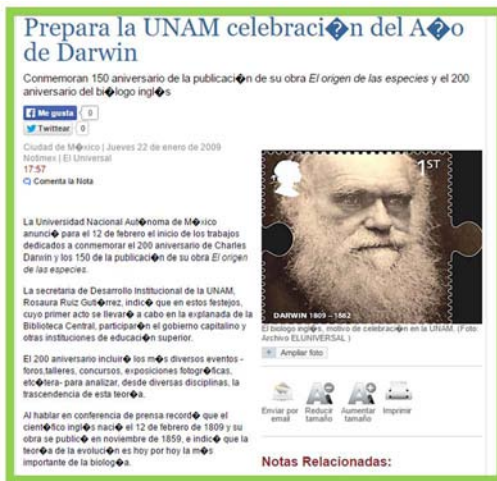 Prepara la UNAM celebraci�n del A�o
de Darwin
Conmemoran 150 aniversario de la publicaci�n de su obra El origen de las especies y el 200
aniversario del bi�logo ingl�s
Me gusta 0
Twittear 0
Ciudad de M�xico | Jueves 22 de enero de 2009
Notimex | El Universal
17:57
Comenta la Nota
La Universidad Nacional Aut�noma de M�xico
anunci� para el 12 de febrero el inicio de los trabajos
dedicados a conmemorar el 200 aniversario de Charles
Darwin y los 150 de la publicaci�n de su obra El origen
de las especies.
La secretaria de Desarrollo Institucional de la UNAM,
Rosaura Ruiz Guti�rrez, indic� que en estos festejos,
cuyo primer acto se llevar� a cabo en la explanada de la
Biblioteca Central, participar�n el gobierno capitalino y
otras instituciones de educaci�n superior.
El 200 aniversario incluir� los m�s diversos eventos -
foros,talleres, concursos, exposiciones fotogr�ficas,
etc�tera- para analizar, desde diversas disciplinas, la
trascendencia de esta teor�a.
Al hablar en conferencia de prensa record� que el
cient�fico ingl�s naci� el 12 de febrero de 1809 y su
obra se public� en noviembre de 1859, e indic� que la
teor�a de la evoluci�n es hoy por hoy la m�s
importante de la biolog�a.
1ST
DARWIN 1809 – 1882
El biologo ingl�s, motivo de celebraci�n en la UNAM. (Foto:
Archivo ELUNIVERSAL )
+ Ampliar foto
Enviar por
email
Reducir
tamaño
Aumentar
tamaño
Imprimir
Notas Relacionadas: